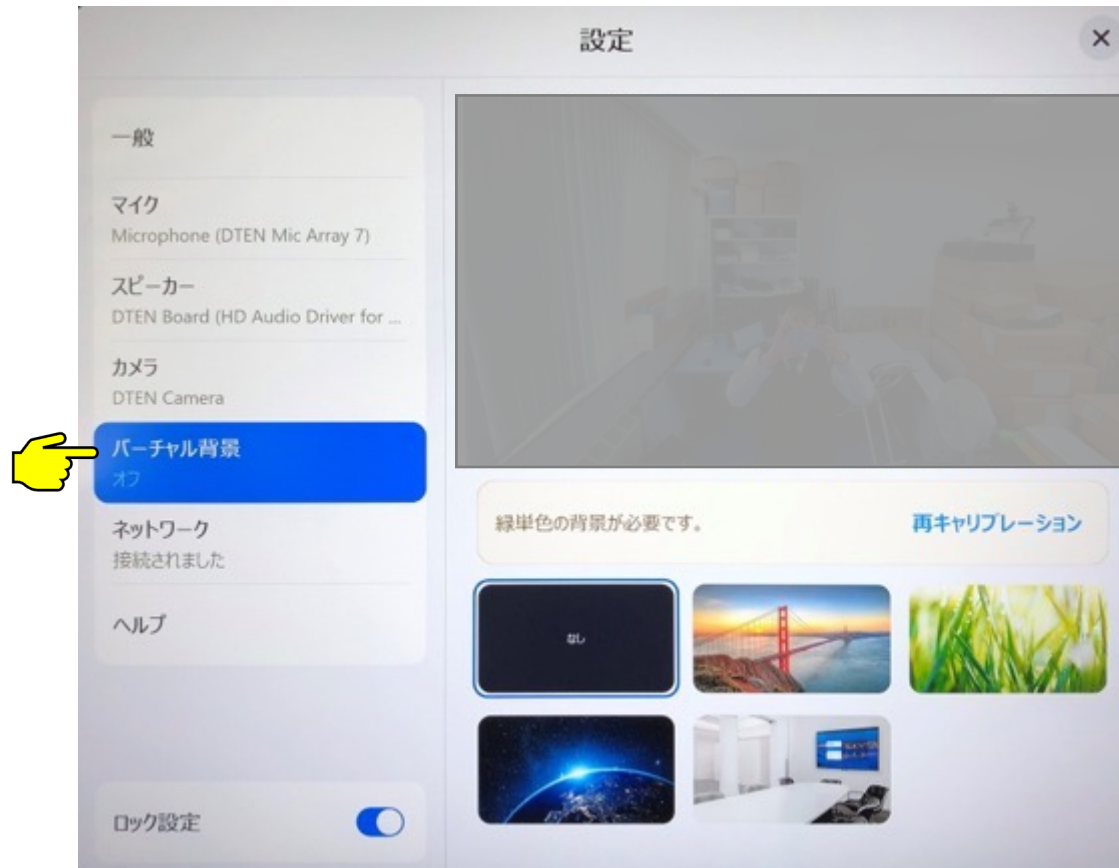 設定
一般
マイク
Microphone (DTEN Mic Array 7)
スピーカー
DTEN Board (HD Audio Driver for ...
カメラ
DTEN Camera
バーチャル背景
オフ
ネットワーク
接続されました
ヘルプ
ロック設定
緑単色の背景が必要です。
再キャリブレーション
なし